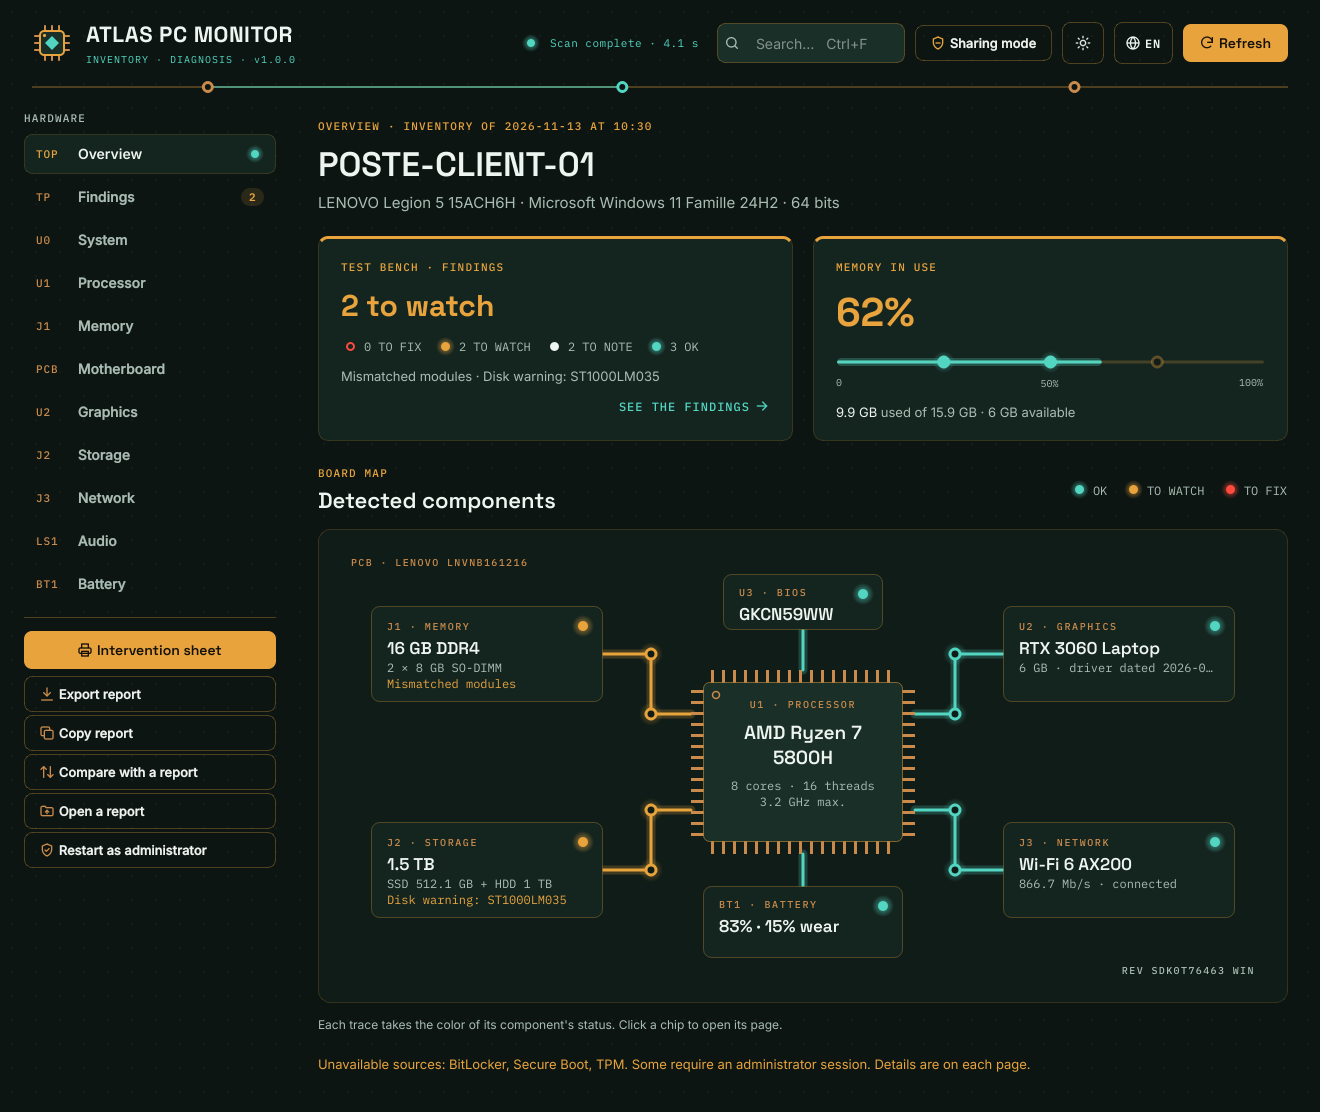 ATLAS PC MONITOR
INVENTORY · DIAGNOSIS · v1.0.0
Scan complete · 4.1 s
Search... Ctrl+F
Sharing mode
EN
Refresh
HARDWARE
TOP Overview
TP Findings 2
U0 System
U1 Processor
J1 Memory
PCB Motherboard
U2 Graphics
J2 Storage
J3 Network
LS1 Audio
BT1 Battery
Intervention sheet
Export report
Copy report
Compare with a report
Open a report
Restart as administrator
OVERVIEW · INVENTORY OF 2026-11-13 AT 10:30
POSTE-CLIENT-01
LENOVO Legion 5 15ACH6H · Microsoft Windows 11 Famille 24H2 · 64 bits
TEST BENCH · FINDINGS
2 to watch
0 TO FIX 2 TO WATCH 2 TO NOTE 3 OK
Mismatched modules · Disk warning: ST1000LM035
SEE THE FINDINGS →
MEMORY IN USE
62%
0 50% 100%
9.9 GB used of 15.9 GB · 6 GB available
BOARD MAP
Detected components
OK TO WATCH TO FIX
PCB · LENOVO LNVNB161216
U3 · BIOS
GKCN59WW
J1 · MEMORY
16 GB DDR4
2 × 8 GB SO-DIMM
Mismatched modules
U2 · GRAPHICS
RTX 3060 Laptop
6 GB · driver dated 2026-0…
U1 · PROCESSOR
AMD Ryzen 7
5800H
8 cores · 16 threads
3.2 GHz max.
J2 · STORAGE
1.5 TB
SSD 512.1 GB + HDD 1 TB
Disk warning: ST1000LM035
J3 · NETWORK
Wi-Fi 6 AX200
866.7 Mb/s · connected
BT1 · BATTERY
83% · 15% wear
REV SDK0T76463 WIN
Each trace takes the color of its component's status. Click a chip to open its page.
Unavailable sources: BitLocker, Secure Boot, TPM. Some require an administrator session. Details are on each page.